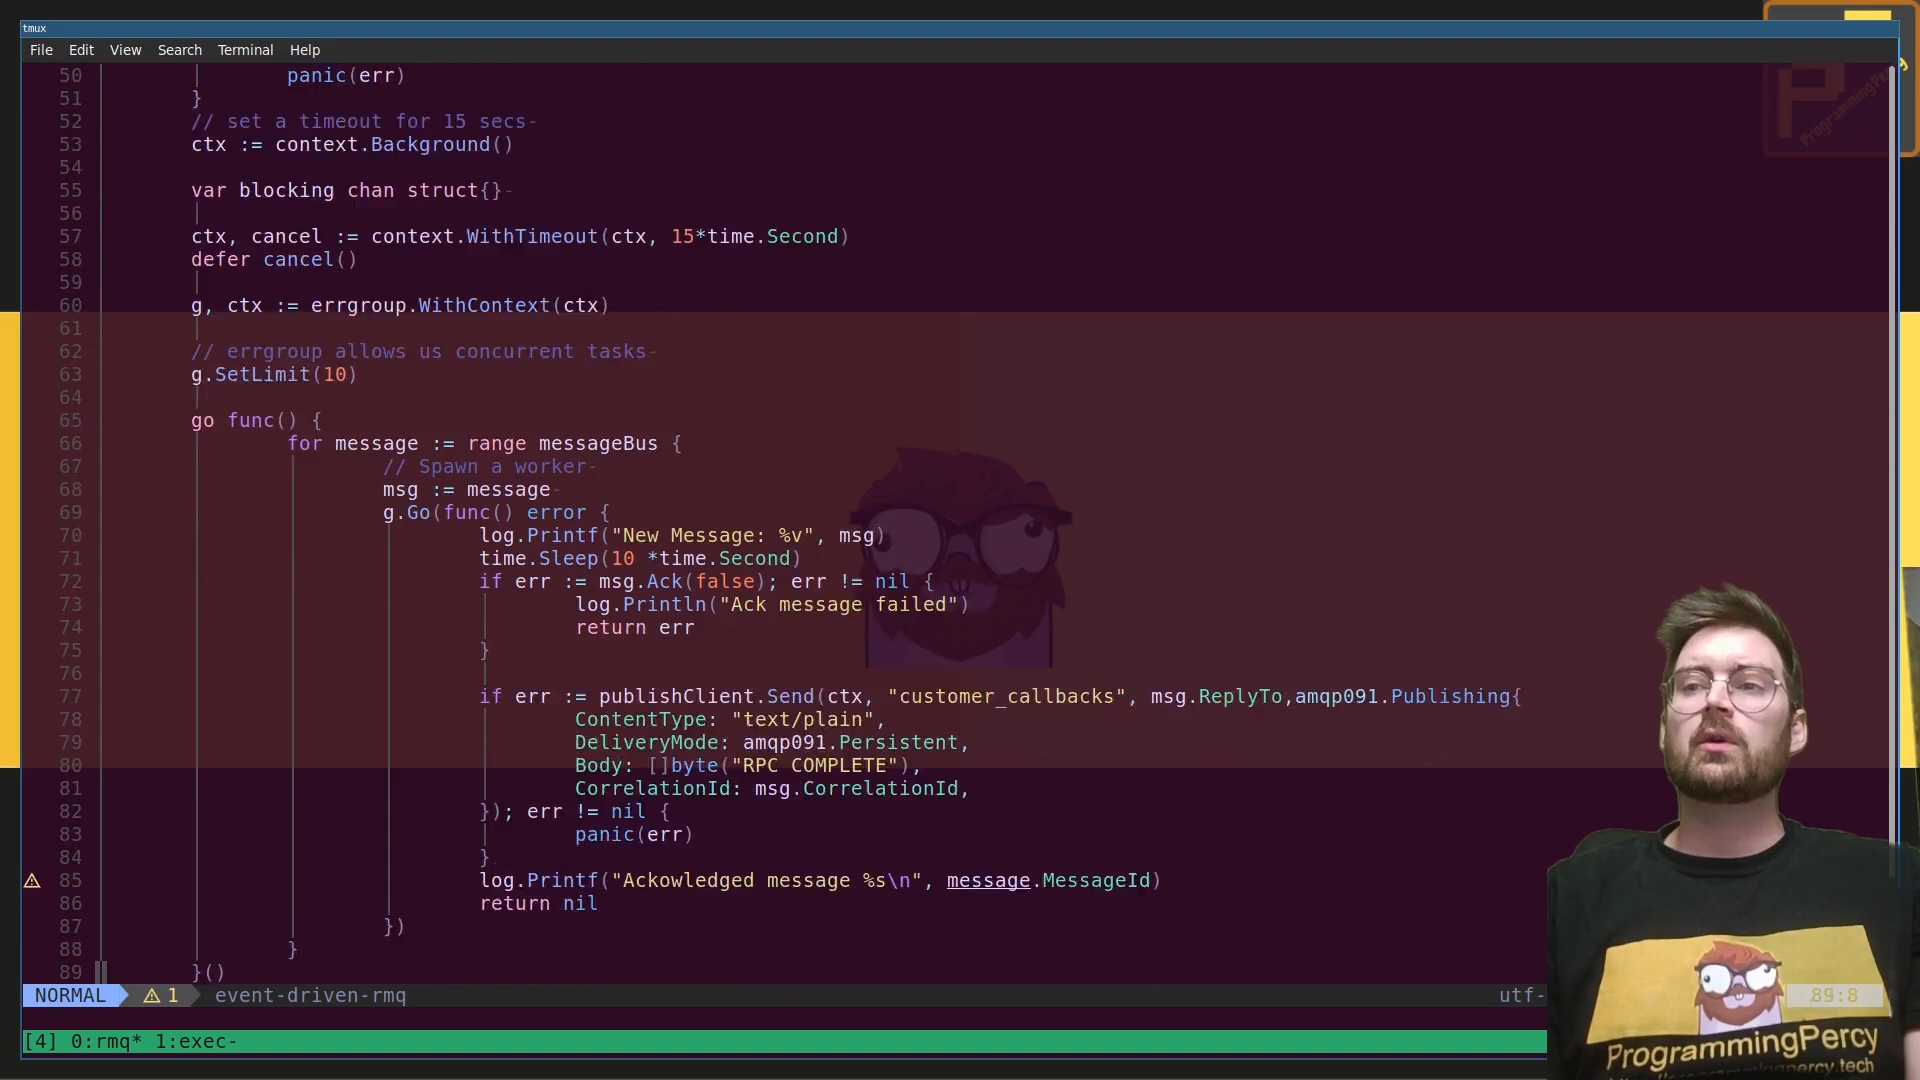 tmux
File Edit View Search Terminal Help
50 panic(err)
51 }
52 // set a timeout for 15 secs-
53 ctx := context.Background()
54
55 var blocking chan struct{}-
56
57 ctx, cancel := context.WithTimeout(ctx, 15*time.Second)
58 defer cancel()
59
60 g, ctx := errgroup.WithContext(ctx)
61
62 // errgroup allows us concurrent tasks-
63 g.SetLimit(10)
64
65 go func() {
66 for message := range messageBus {
67 // Spawn a worker-
68 msg := message-
69 g.Go(func() error {
70 log.Printf("New Message: %v", msg)
71 time.Sleep(10 *time.Second)
72 if err := msg.Ack(false); err != nil {
73 log.Println("Ack message failed")
74 return err
75 }
76
77 if err := publishClient.Send(ctx, "customer_callbacks", msg.ReplyTo,amqp091.Publishing{
78 ContentType: "text/plain",
79 DeliveryMode: amqp091.Persistent,
80 Body: []byte("RPC COMPLETE"),
81 CorrelationId: msg.CorrelationId,
82 }); err != nil {
83 panic(err)
84 }
85 log.Printf("Ackowledged message %s\n", message.MessageId)
86 return nil
87 })
88 }
89 }()
NORMAL 1 event-driven-rmq utf- 89:8
[4] 0:rmq* 1:exec-
P
ProgrammingPercy
ProgrammingPercy
programmingpercy.tech